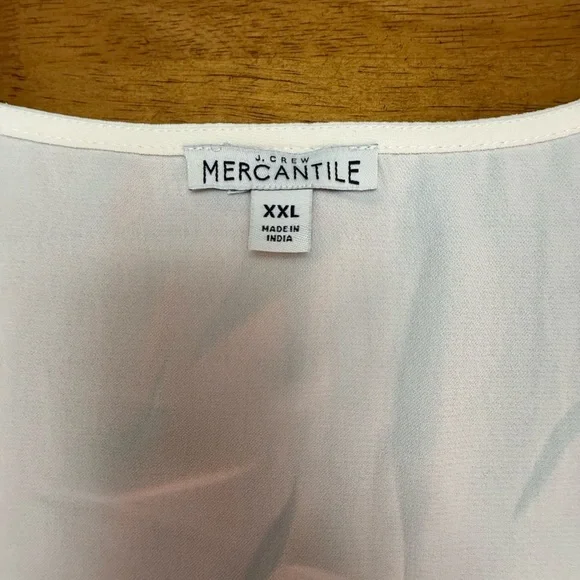 J. CREW
MERCANTILE
XXL
MADE IN
INDIA